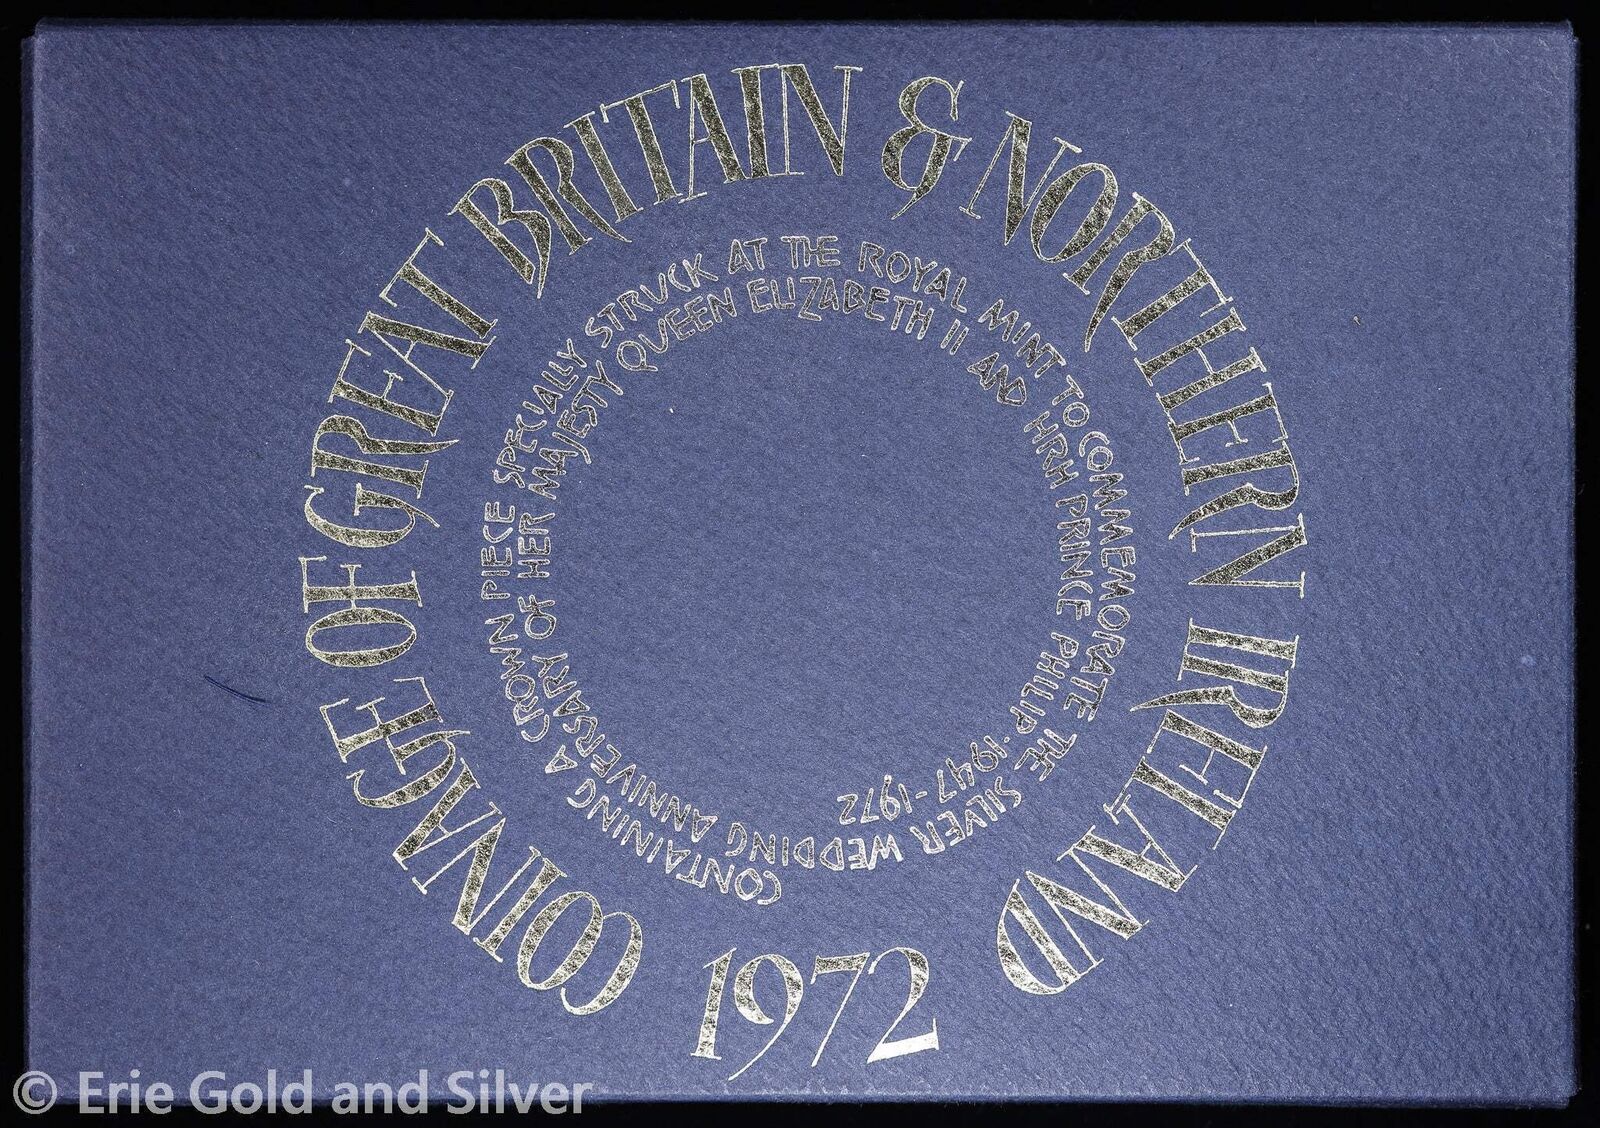 COINAGE OF GREAT BRITAIN & NORTHERN IRELAND
CONTAINING A CROWN PIECE SPECIALLY STRUCK AT THE ROYAL MINT TO COMMEMORATE THE SILVER WEDDING ANNIVERSARY OF HER MAJESTY QUEEN ELIZABETH II AND HRH PRINCE PHILIP · 1947-1972
1972
© Erie Gold and Silver